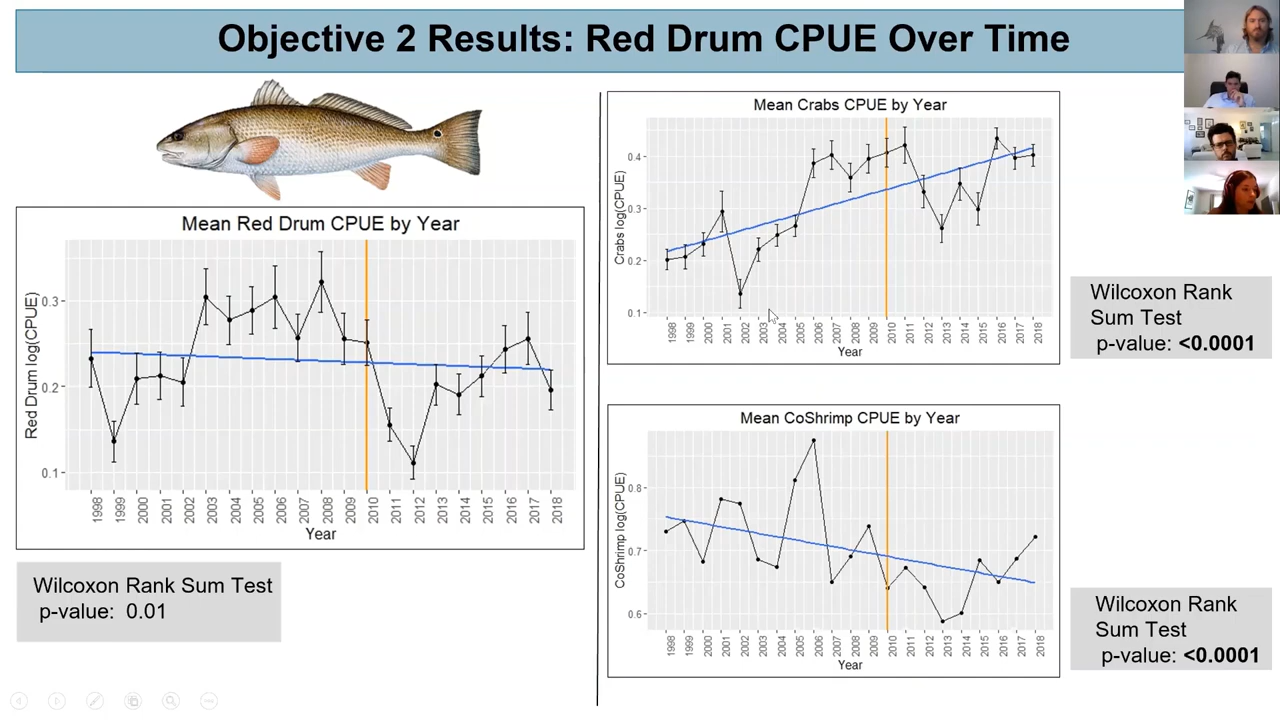 Objective 2 Results: Red Drum CPUE Over Time
Mean Red Drum CPUE by Year
Red Drum log(CPUE)
0.3
0.2
0.1
1998 1999 2000 2001 2002 2003 2004 2005 2006 2007 2008 2009 2010 2011 2012 2013 2014 2015 2016 2017 2018
Year
Wilcoxon Rank Sum Test
p-value: 0.01
Mean Crabs CPUE by Year
Crabs log(CPUE)
0.4
0.3
0.2
0.1
1998 1999 2000 2001 2002 2003 2004 2005 2006 2007 2008 2009 2010 2011 2012 2013 2014 2015 2016 2017 2018
Year
Wilcoxon Rank
Sum Test
p-value: <0.0001
Mean CoShrimp CPUE by Year
CoShrimp log(CPUE)
0.8
0.7
0.6
1998 1999 2000 2001 2002 2003 2004 2005 2006 2007 2008 2009 2010 2011 2012 2013 2014 2015 2016 2017 2018
Year
Wilcoxon Rank
Sum Test
p-value: <0.0001